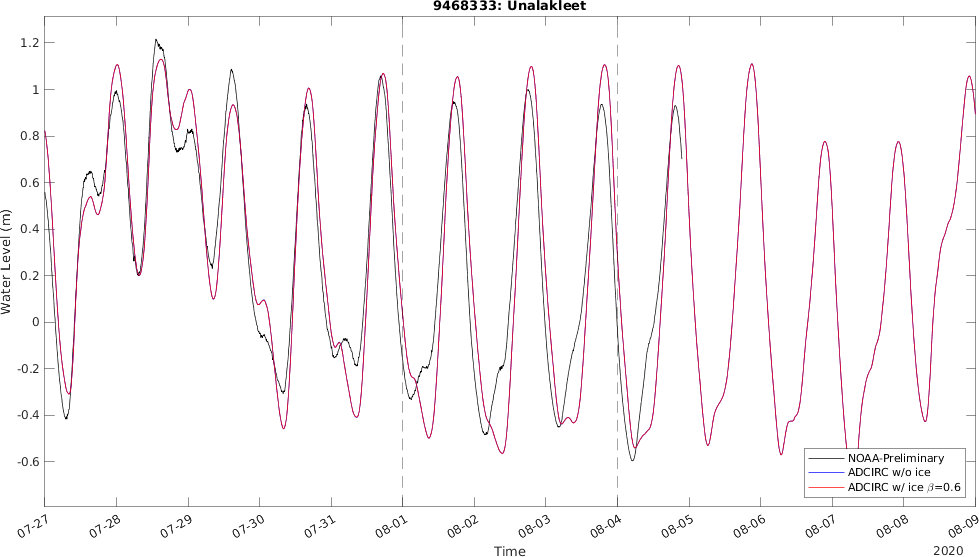 9468333: Unalakleet
Water Level (m)
1.2
1
0.8
0.6
0.4
0.2
0
-0.2
-0.4
-0.6
NOAA-Preliminary
ADCIRC w/o ice
ADCIRC w/ ice β=0.6
07-27 07-28 07-29 07-30 07-31 08-01 08-02 08-03 08-04 08-05 08-06 08-07 08-08 08-09
Time
2020